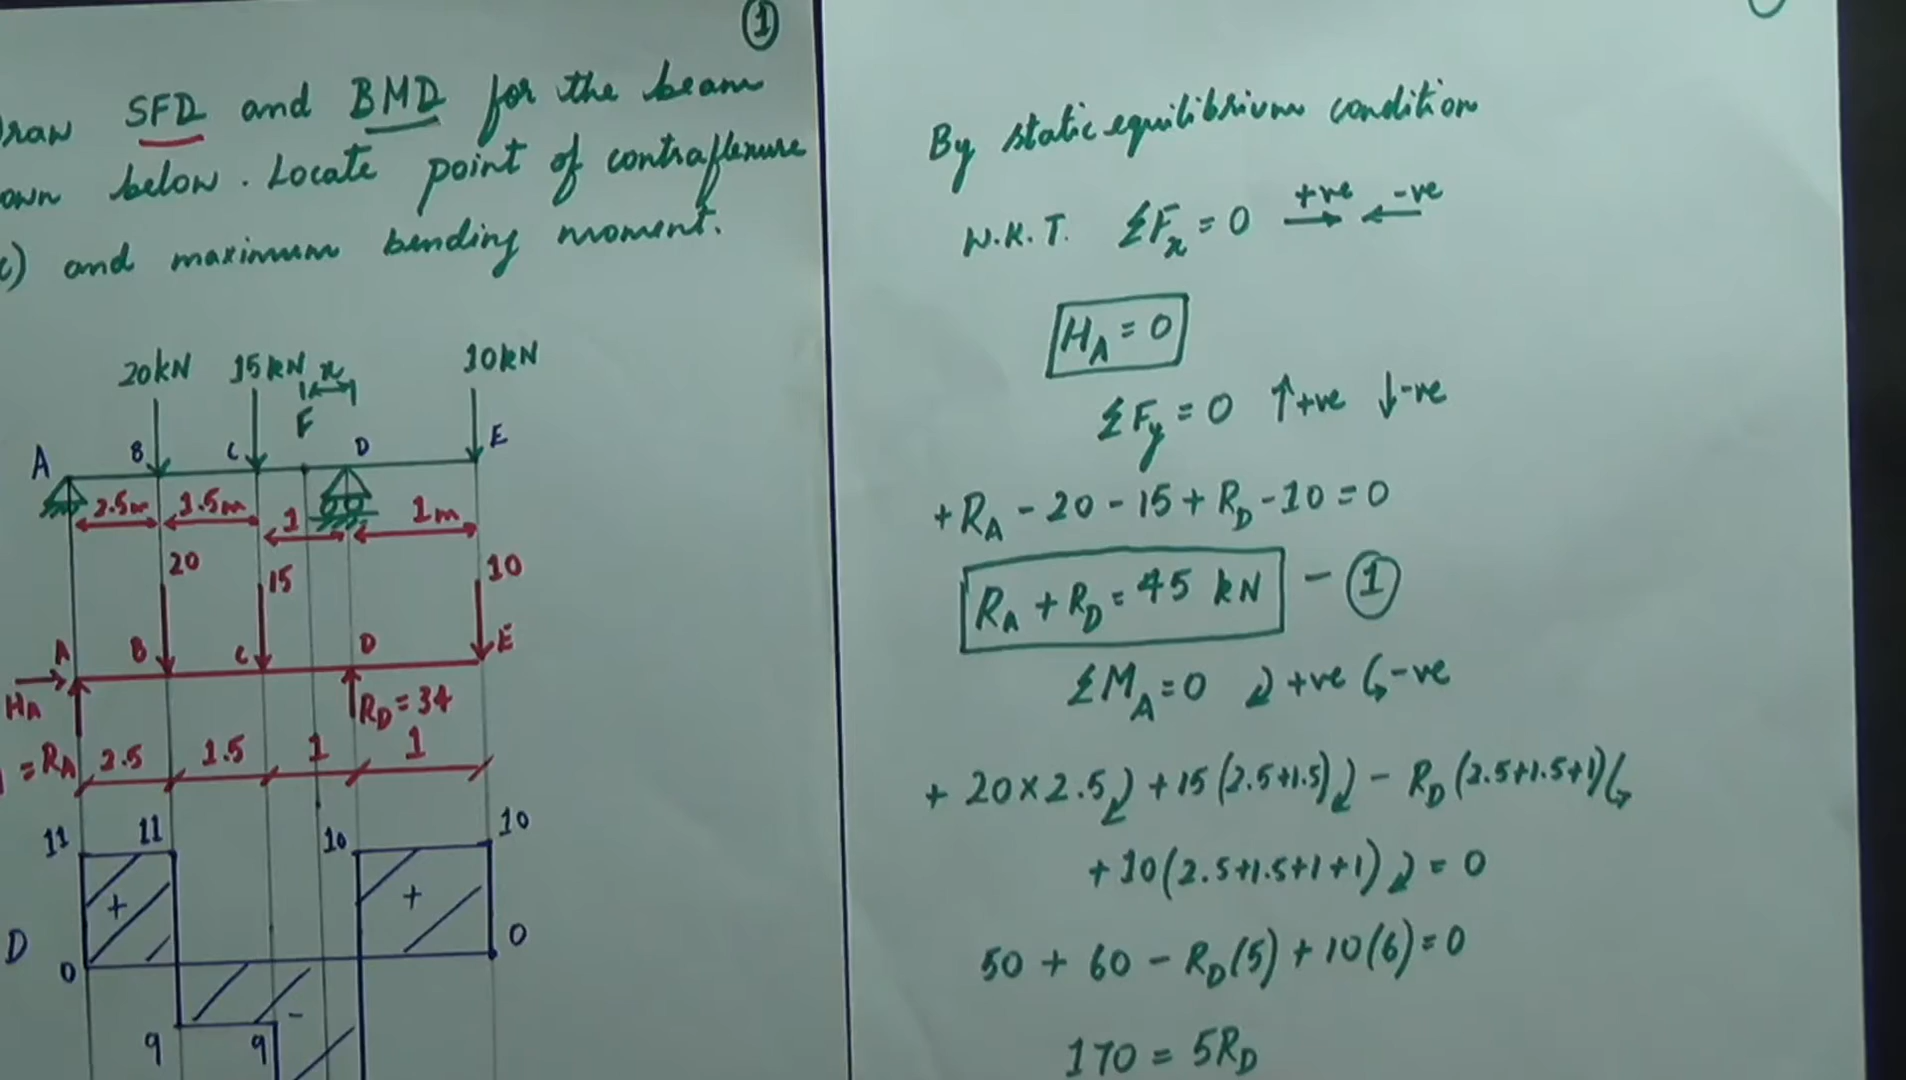 ①
raw SFD and BMD for the beam
own below. Locate point of contraflexure
c) and maximum bending moment.
20kN 15kN x 10kN
F
A B C D E
2.5m 1.5m 1 1m
20 15 10
A B C D E
HA
RD = 34
= RA 2.5 1.5 1 1
11 11 10 10
+ +
D 0 0
-
9 9
By static equilibrium condition
W.K.T. ΣFx = 0 +ve → ← -ve
HA = 0
ΣFy = 0 ↑+ve ↓-ve
+RA - 20 - 15 + RD - 10 = 0
RA + RD = 45 kN - ①
ΣMA = 0 ⤸+ve ⤹-ve
+ 20 × 2.5⤸ + 15(2.5+1.5)⤸ - RD(2.5+1.5+1)⤹
+ 10(2.5+1.5+1+1)⤸ = 0
50 + 60 - RD(5) + 10(6) = 0
170 = 5RD